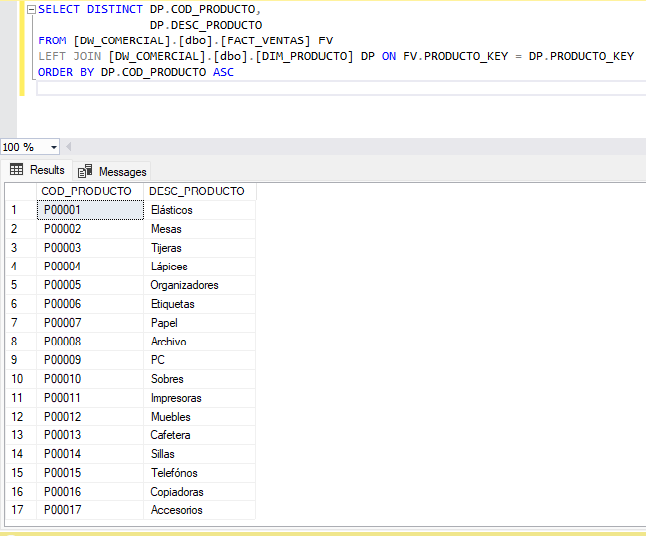 SELECT DISTINCT DP.COD_PRODUCTO,
DP.DESC_PRODUCTO
FROM [DW_COMERCIAL].[dbo].[FACT_VENTAS] FV
LEFT JOIN [DW_COMERCIAL].[dbo].[DIM_PRODUCTO] DP ON FV.PRODUCTO_KEY = DP.PRODUCTO_KEY
ORDER BY DP.COD_PRODUCTO ASC
100 %
Results Messages
COD_PRODUCTO DESC_PRODUCTO
1 P00001 Elásticos
2 P00002 Mesas
3 P00003 Tijeras
4 P00004 Lápices
5 P00005 Organizadores
6 P00006 Etiquetas
7 P00007 Papel
8 P00008 Archivo
9 P00009 PC
10 P00010 Sobres
11 P00011 Impresoras
12 P00012 Muebles
13 P00013 Cafetera
14 P00014 Sillas
15 P00015 Telefónos
16 P00016 Copiadoras
17 P00017 Accesorios